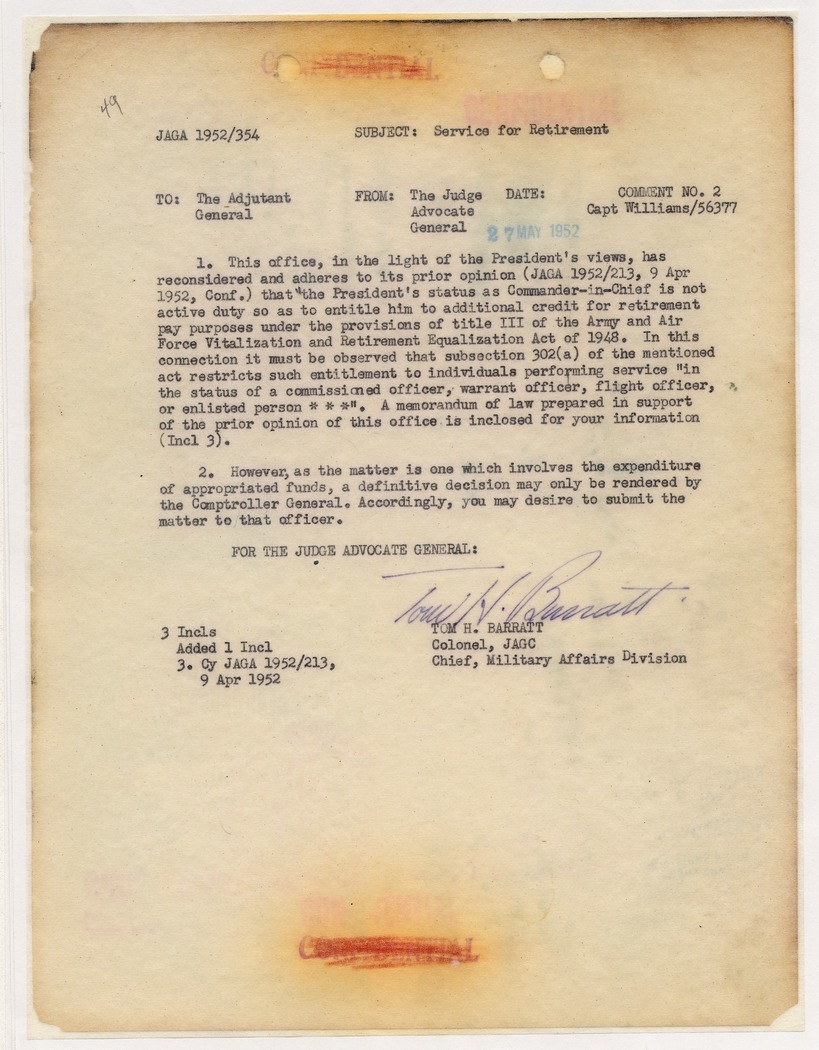 CONFIDENTIAL
CONFIDENTIAL
49
JAGA 1952/354 SUBJECT: Service for Retirement
TO: The Adjutant General FROM: The Judge Advocate General DATE: 27 MAY 1952 COMMENT NO. 2
Capt Williams/56377
1. This office, in the light of the President's views, has
reconsidered and adheres to its prior opinion (JAGA 1952/213, 9 Apr
1952, Conf.) that the President's status as Commander-in-Chief is not
active duty so as to entitle him to additional credit for retirement
pay purposes under the provisions of title III of the Army and Air
Force Vitalization and Retirement Equalization Act of 1948. In this
connection it must be observed that subsection 302(a) of the mentioned
act restricts such entitlement to individuals performing service "in
the status of a commissioned officer, warrant officer, flight officer,
or enlisted person * * *". A memorandum of law prepared in support
of the prior opinion of this office is inclosed for your information
(Incl 3).
2. However, as the matter is one which involves the expenditure
of appropriated funds, a definitive decision may only be rendered by
the Comptroller General. Accordingly, you may desire to submit the
matter to that officer.
FOR THE JUDGE ADVOCATE GENERAL:
Tom H. Barratt
TOM H. BARRATT
Colonel, JAGC
Chief, Military Affairs Division
3 Incls
Added 1 Incl
3. Cy JAGA 1952/213,
9 Apr 1952
CONFIDENTIAL